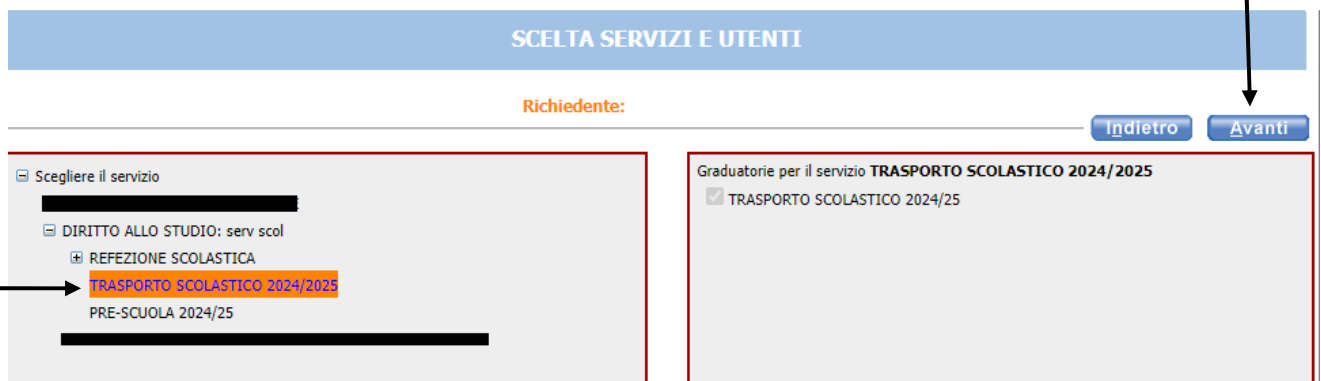 SCELTA SERVIZI E UTENTI
Richiedente:
Indietro Avanti
Scegliere il servizio
DIRITTO ALLO STUDIO: serv scol
REFEZIONE SCOLASTICA
TRASPORTO SCOLASTICO 2024/2025
PRE-SCUOLA 2024/25
Graduatorie per il servizio TRASPORTO SCOLASTICO 2024/2025
TRASPORTO SCOLASTICO 2024/25